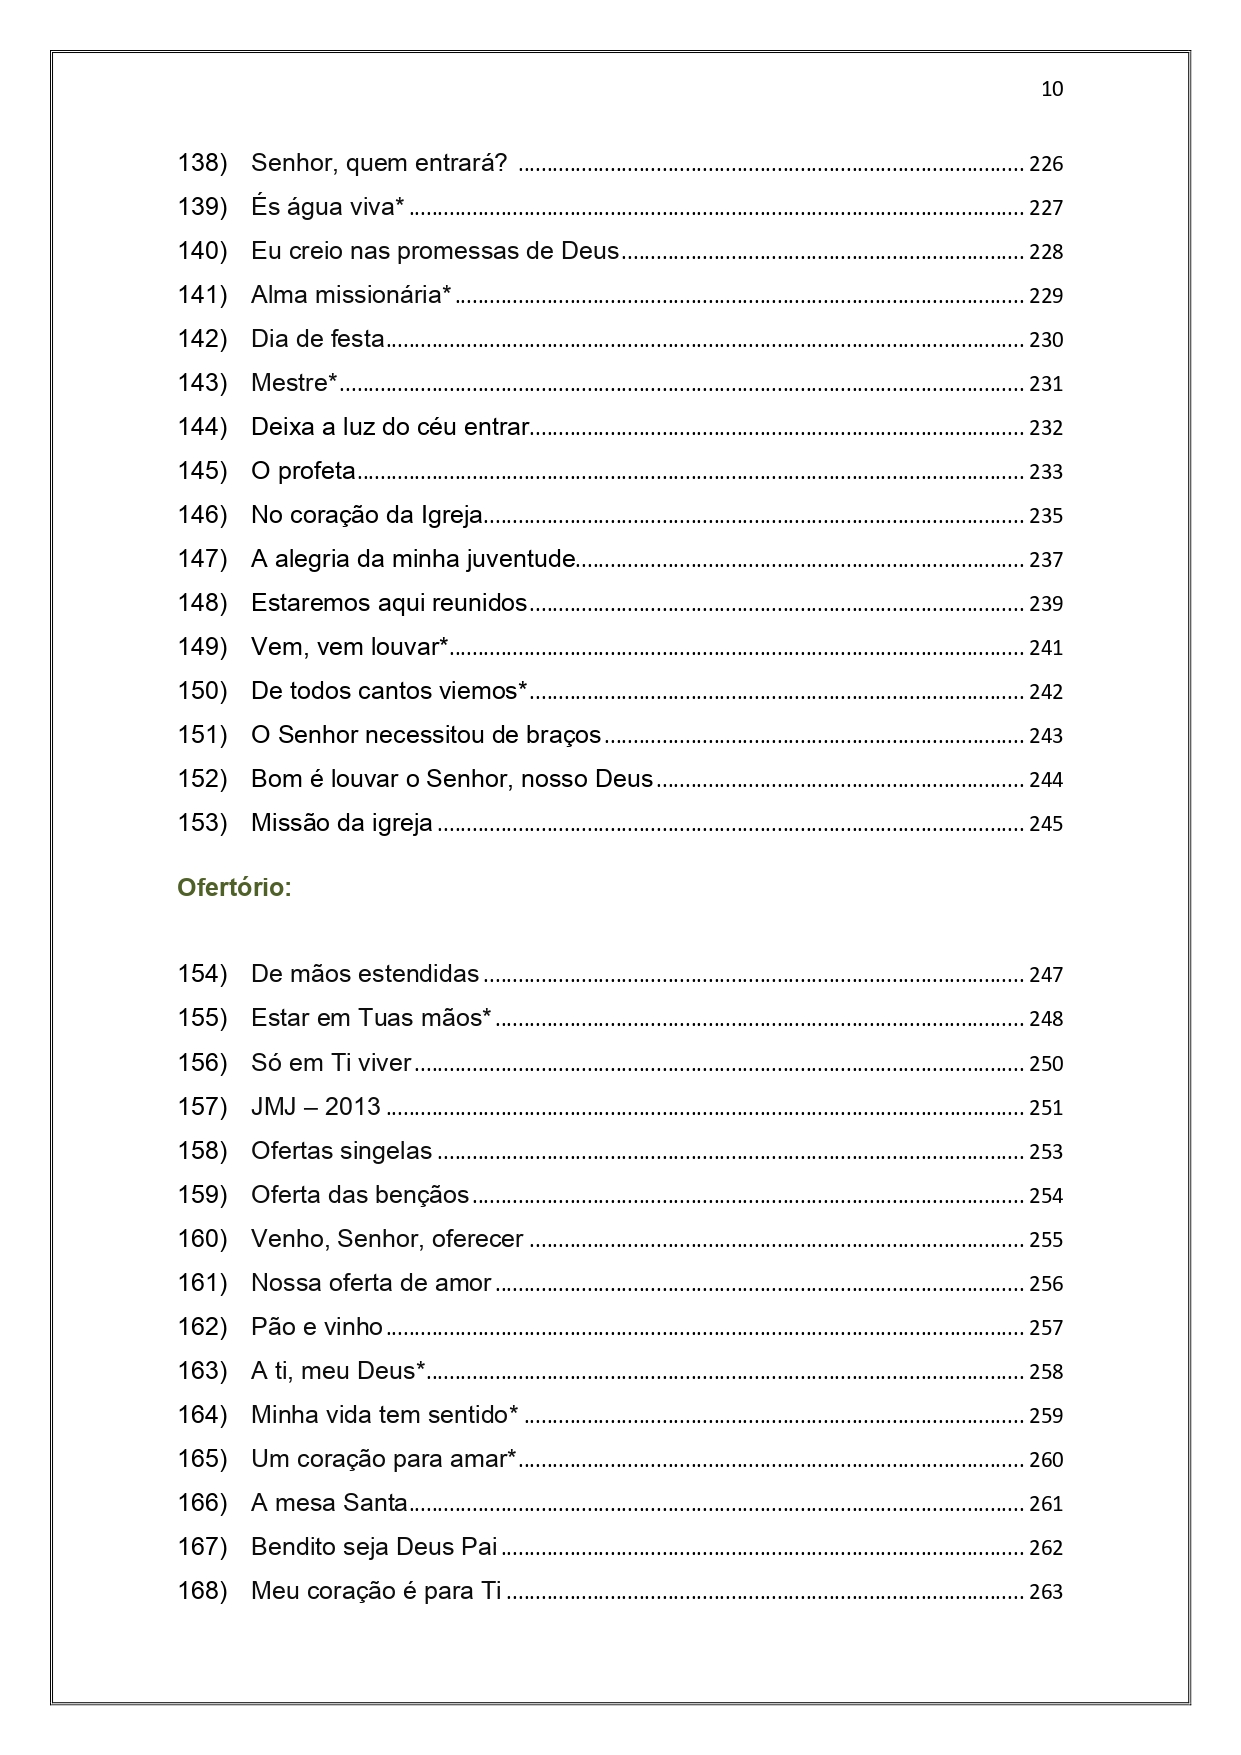 10
138) Senhor, quem entrará? ........................................................................................ 226
139) És água viva* ........................................................................................ 227
140) Eu creio nas promessas de Deus ........................................................................................ 228
141) Alma missionária* ........................................................................................ 229
142) Dia de festa ........................................................................................ 230
143) Mestre* ........................................................................................ 231
144) Deixa a luz do céu entrar ........................................................................................ 232
145) O profeta ........................................................................................ 233
146) No coração da Igreja ........................................................................................ 235
147) A alegria da minha juventude ........................................................................................ 237
148) Estaremos aqui reunidos ........................................................................................ 239
149) Vem, vem louvar* ........................................................................................ 241
150) De todos cantos viemos* ........................................................................................ 242
151) O Senhor necessitou de braços ........................................................................................ 243
152) Bom é louvar o Senhor, nosso Deus ........................................................................................ 244
153) Missão da igreja ........................................................................................ 245
Ofertório:
154) De mãos estendidas ........................................................................................ 247
155) Estar em Tuas mãos* ........................................................................................ 248
156) Só em Ti viver ........................................................................................ 250
157) JMJ – 2013 ........................................................................................ 251
158) Ofertas singelas ........................................................................................ 253
159) Oferta das bençãos ........................................................................................ 254
160) Venho, Senhor, oferecer ........................................................................................ 255
161) Nossa oferta de amor ........................................................................................ 256
162) Pão e vinho ........................................................................................ 257
163) A ti, meu Deus* ........................................................................................ 258
164) Minha vida tem sentido* ........................................................................................ 259
165) Um coração para amar* ........................................................................................ 260
166) A mesa Santa ........................................................................................ 261
167) Bendito seja Deus Pai ........................................................................................ 262
168) Meu coração é para Ti ........................................................................................ 263